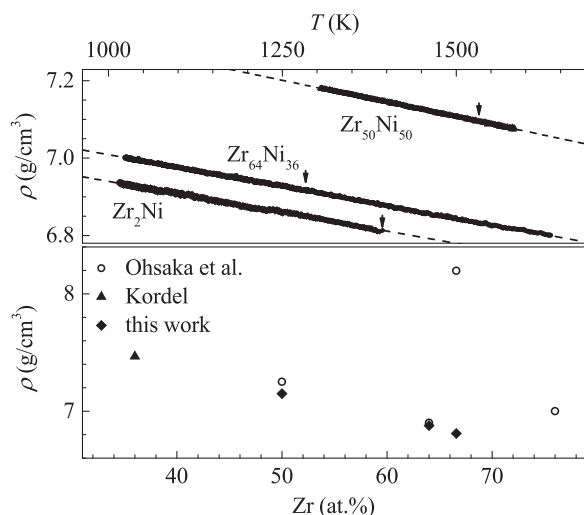 T (K)
1000 1250 1500
7.2
7.0
6.8
ρ (g/cm³)
Zr₅₀Ni₅₀
Zr₆₄Ni₃₆
Zr₂Ni
Ohsaka et al.
Kordel
this work
8
7
ρ (g/cm³)
40 50 60 70
Zr (at.%)